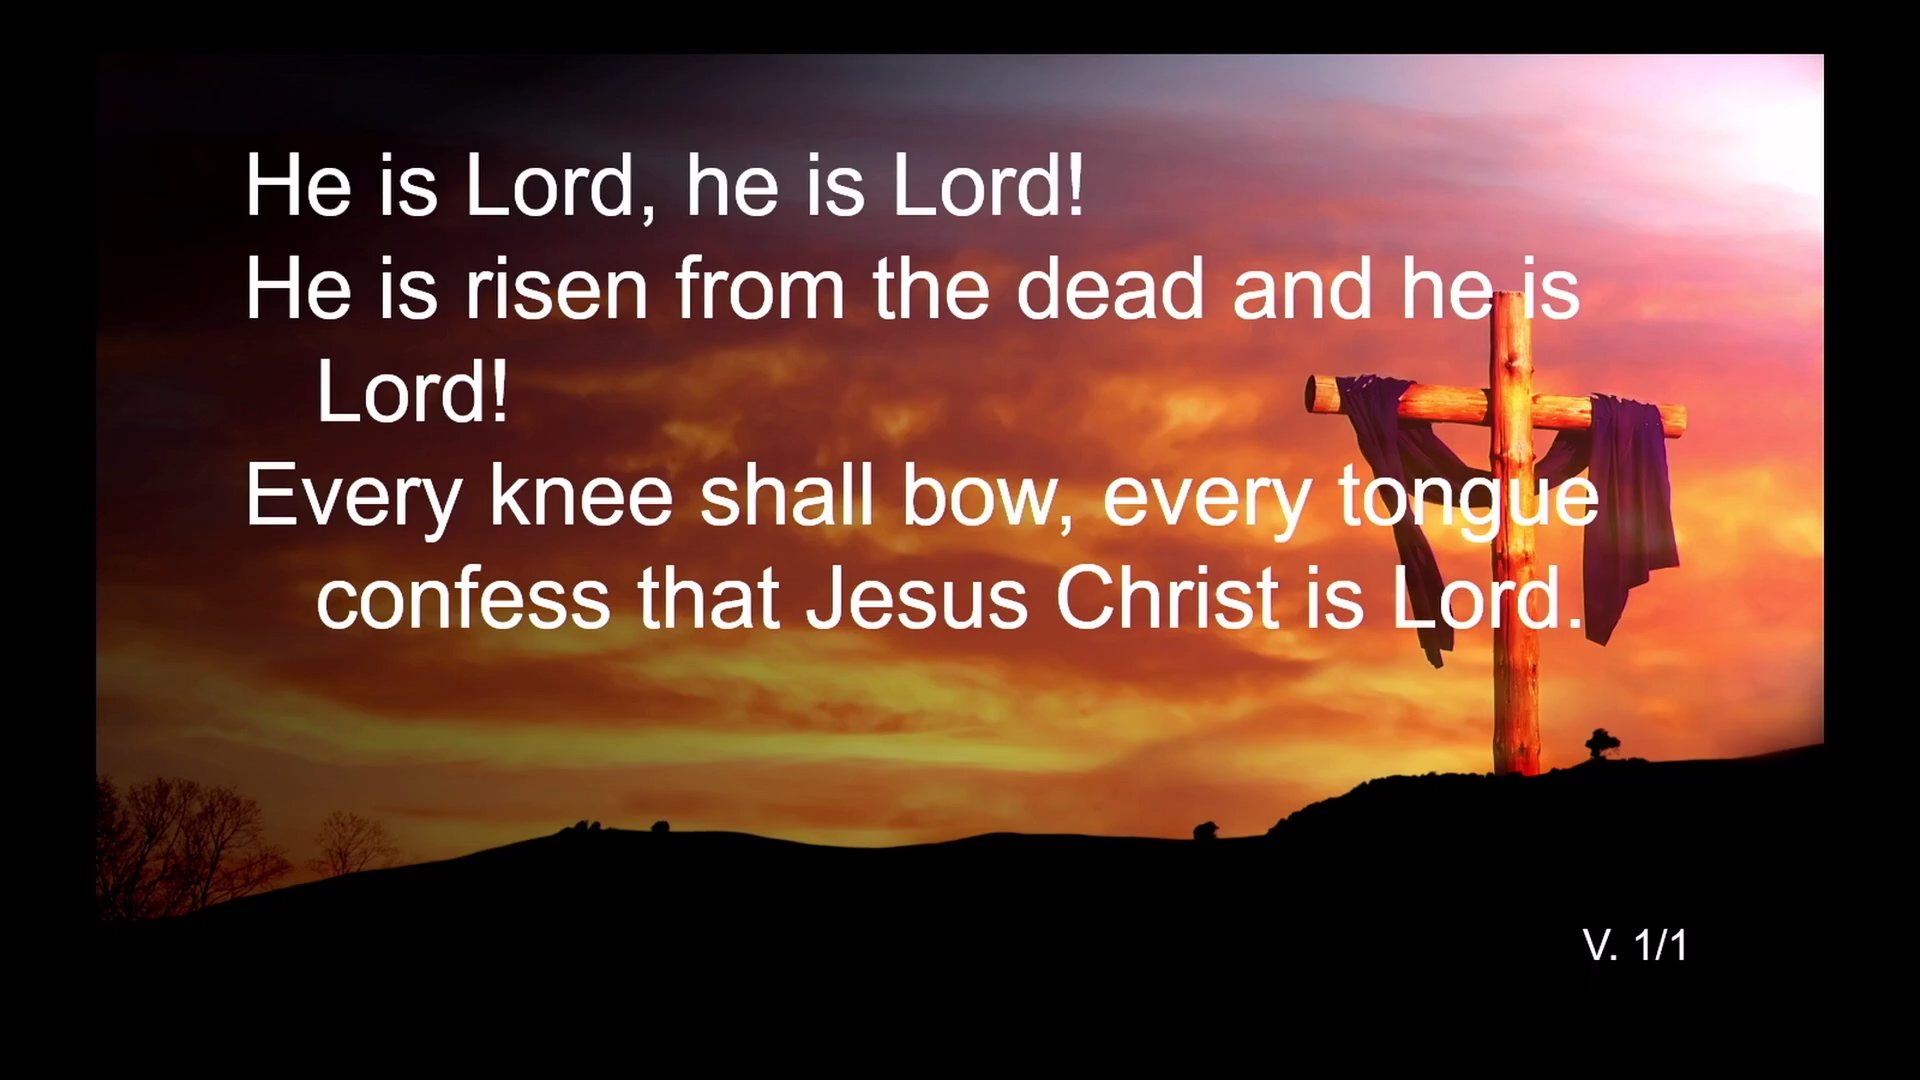 He is Lord, he is Lord!
He is risen from the dead and he is
Lord!
Every knee shall bow, every tongue
confess that Jesus Christ is Lord.
V. 1/1